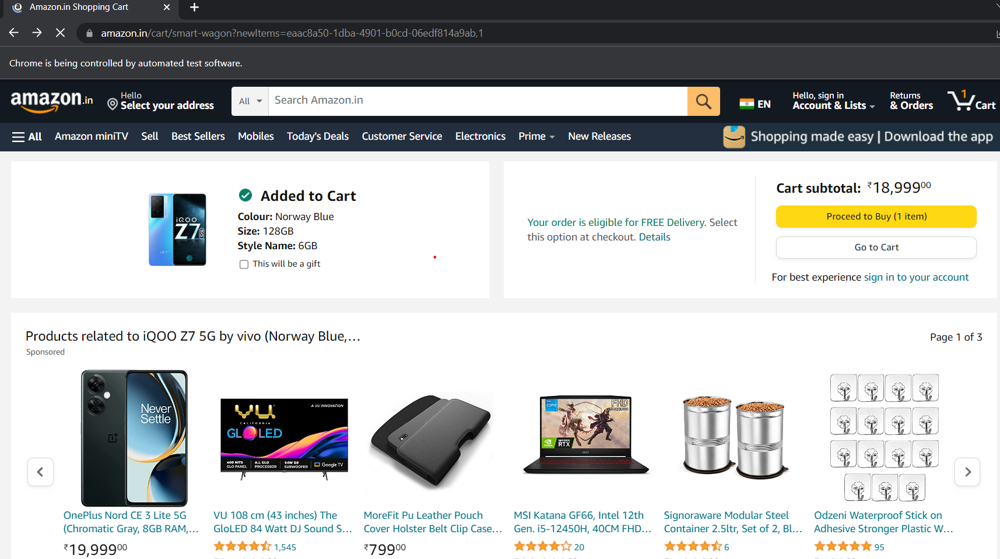 Amazon.in Shopping Cart
amazon.in/cart/smart-wagon?newItems=eaac8a50-1dba-4901-b0cd-06edf814a9ab,1
Chrome is being controlled by automated test software.
amazon.in
Hello
Select your address
All
Search Amazon.in
EN
Hello, sign in
Account & Lists
Returns
& Orders
1
Cart
All
Amazon miniTV
Sell
Best Sellers
Mobiles
Today's Deals
Customer Service
Electronics
Prime
New Releases
Shopping made easy | Download the app
iQOO
Z7 5G
Added to Cart
Colour: Norway Blue
Size: 128GB
Style Name: 6GB
This will be a gift
Your order is eligible for FREE Delivery. Select
this option at checkout. Details
Cart subtotal: ₹18,99900
Proceed to Buy (1 item)
Go to Cart
For best experience sign in to your account
Products related to iQOO Z7 5G by vivo (Norway Blue,…
Page 1 of 3
Sponsored
Never
Settle
VU
CALIFORNIA
GLOLED
A VU INNOVATION
400 NITS
GLO PANEL
A.I. GLO
PROCESSOR
84W DJ
SUBWOOFER
Google TV
FHD
intel
CORE
NVIDIA
GEFORCE
RTX
msi
OnePlus Nord CE 3 Lite 5G
(Chromatic Gray, 8GB RAM,…
₹19,99900
VU 108 cm (43 inches) The
GloLED 84 Watt DJ Sound S…
1,545
MoreFit Pu Leather Pouch
Cover Holster Belt Clip Case…
₹79900
MSI Katana GF66, Intel 12th
Gen. i5-12450H, 40CM FHD…
20
Signoraware Modular Steel
Container 2.5ltr, Set of 2, Bl…
6
Odzeni Waterproof Stick on
Adhesive Stronger Plastic W…
95